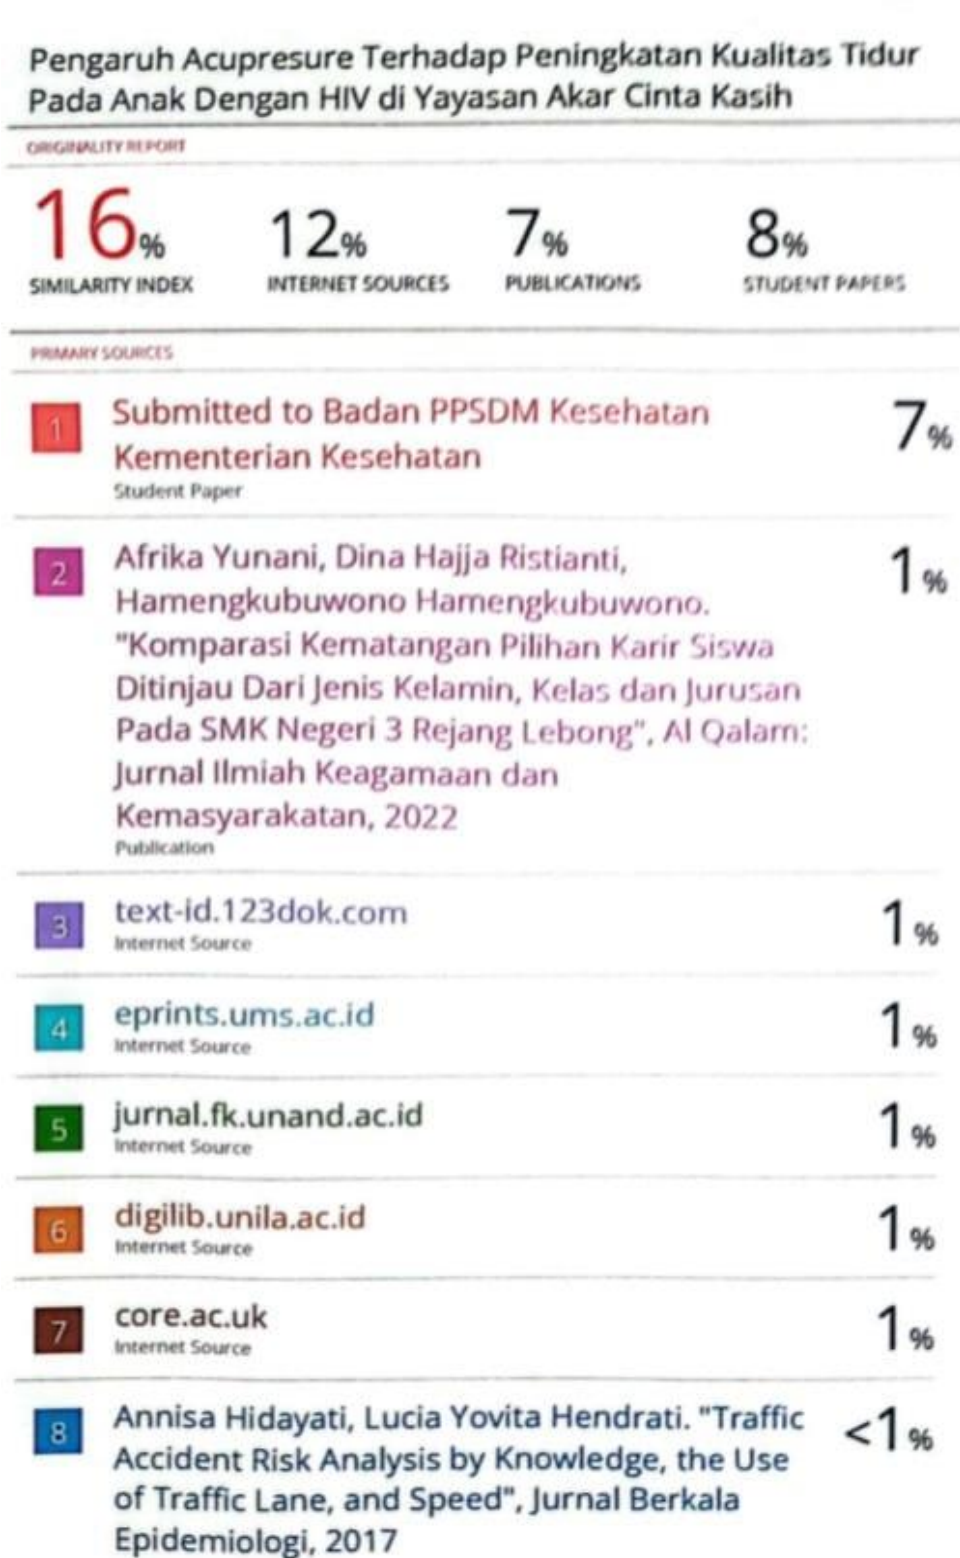 Pengaruh Acupresure Terhadap Peningkatan Kualitas Tidur
Pada Anak Dengan HIV di Yayasan Akar Cinta Kasih
ORIGINALITY REPORT
16% 12% 7% 8%
SIMILARITY INDEX INTERNET SOURCES PUBLICATIONS STUDENT PAPERS
PRIMARY SOURCES
1 Submitted to Badan PPSDM Kesehatan 7%
Kementerian Kesehatan
Student Paper
2 Afrika Yunani, Dina Hajja Ristianti, 1%
Hamengkubuwono Hamengkubuwono.
"Komparasi Kematangan Pilihan Karir Siswa
Ditinjau Dari Jenis Kelamin, Kelas dan Jurusan
Pada SMK Negeri 3 Rejang Lebong", Al Qalam:
Jurnal Ilmiah Keagamaan dan
Kemasyarakatan, 2022
Publication
3 text-id.123dok.com 1%
Internet Source
4 eprints.ums.ac.id 1%
Internet Source
5 jurnal.fk.unand.ac.id 1%
Internet Source
6 digilib.unila.ac.id 1%
Internet Source
7 core.ac.uk 1%
Internet Source
8 Annisa Hidayati, Lucia Yovita Hendrati. "Traffic <1%
Accident Risk Analysis by Knowledge, the Use
of Traffic Lane, and Speed", Jurnal Berkala
Epidemiologi, 2017